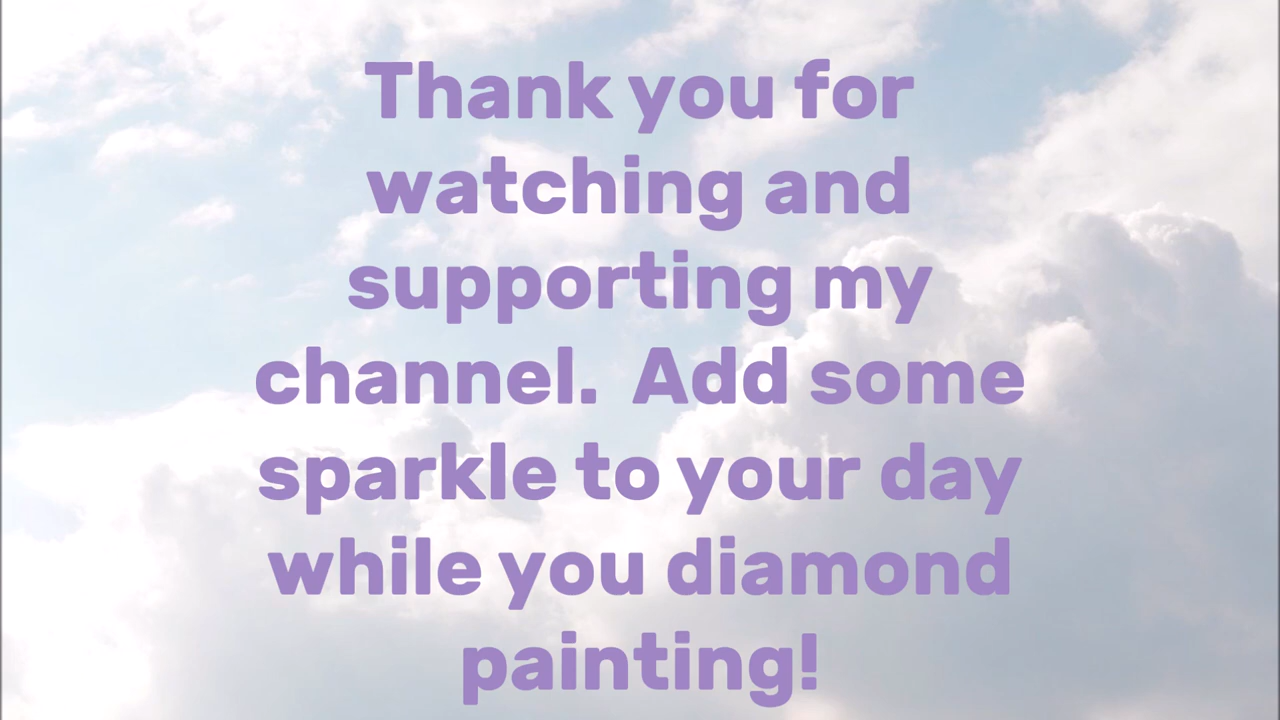 Thank you for
watching and
supporting my
channel.  Add some
sparkle to your day
while you diamond
painting!